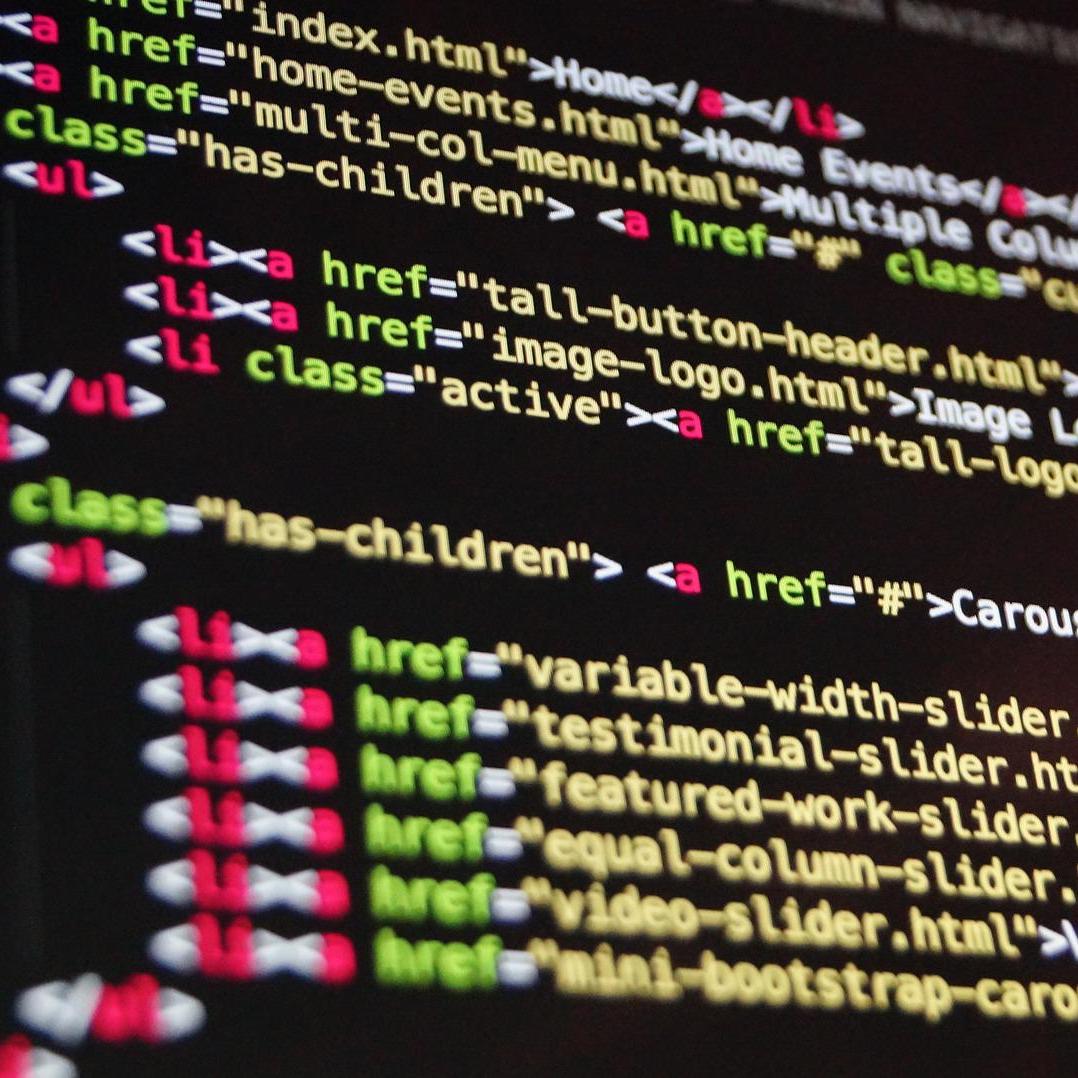 NAVIGATION
href="index.html">Home</a></li>
<a href="home-events.html">Home Events</a></
<a href="multi-col-menu.html">Multiple Colu
class="has-children"> <a href="#" class="cu
<ul>
<li><a href="tall-button-header.html">
<li><a href="image-logo.html">Image L
<li class="active"><a href="tall-logo
</ul>
>
class="has-children"> <a href="#">Carous
<ul>
<li><a href="variable-width-slider.
<li><a href="testimonial-slider.ht
<li><a href="featured-work-slider.
<li><a href="equal-column-slider.
<li><a href="video-slider.html">
<li><a href="mini-bootstrap-caro
</ul>